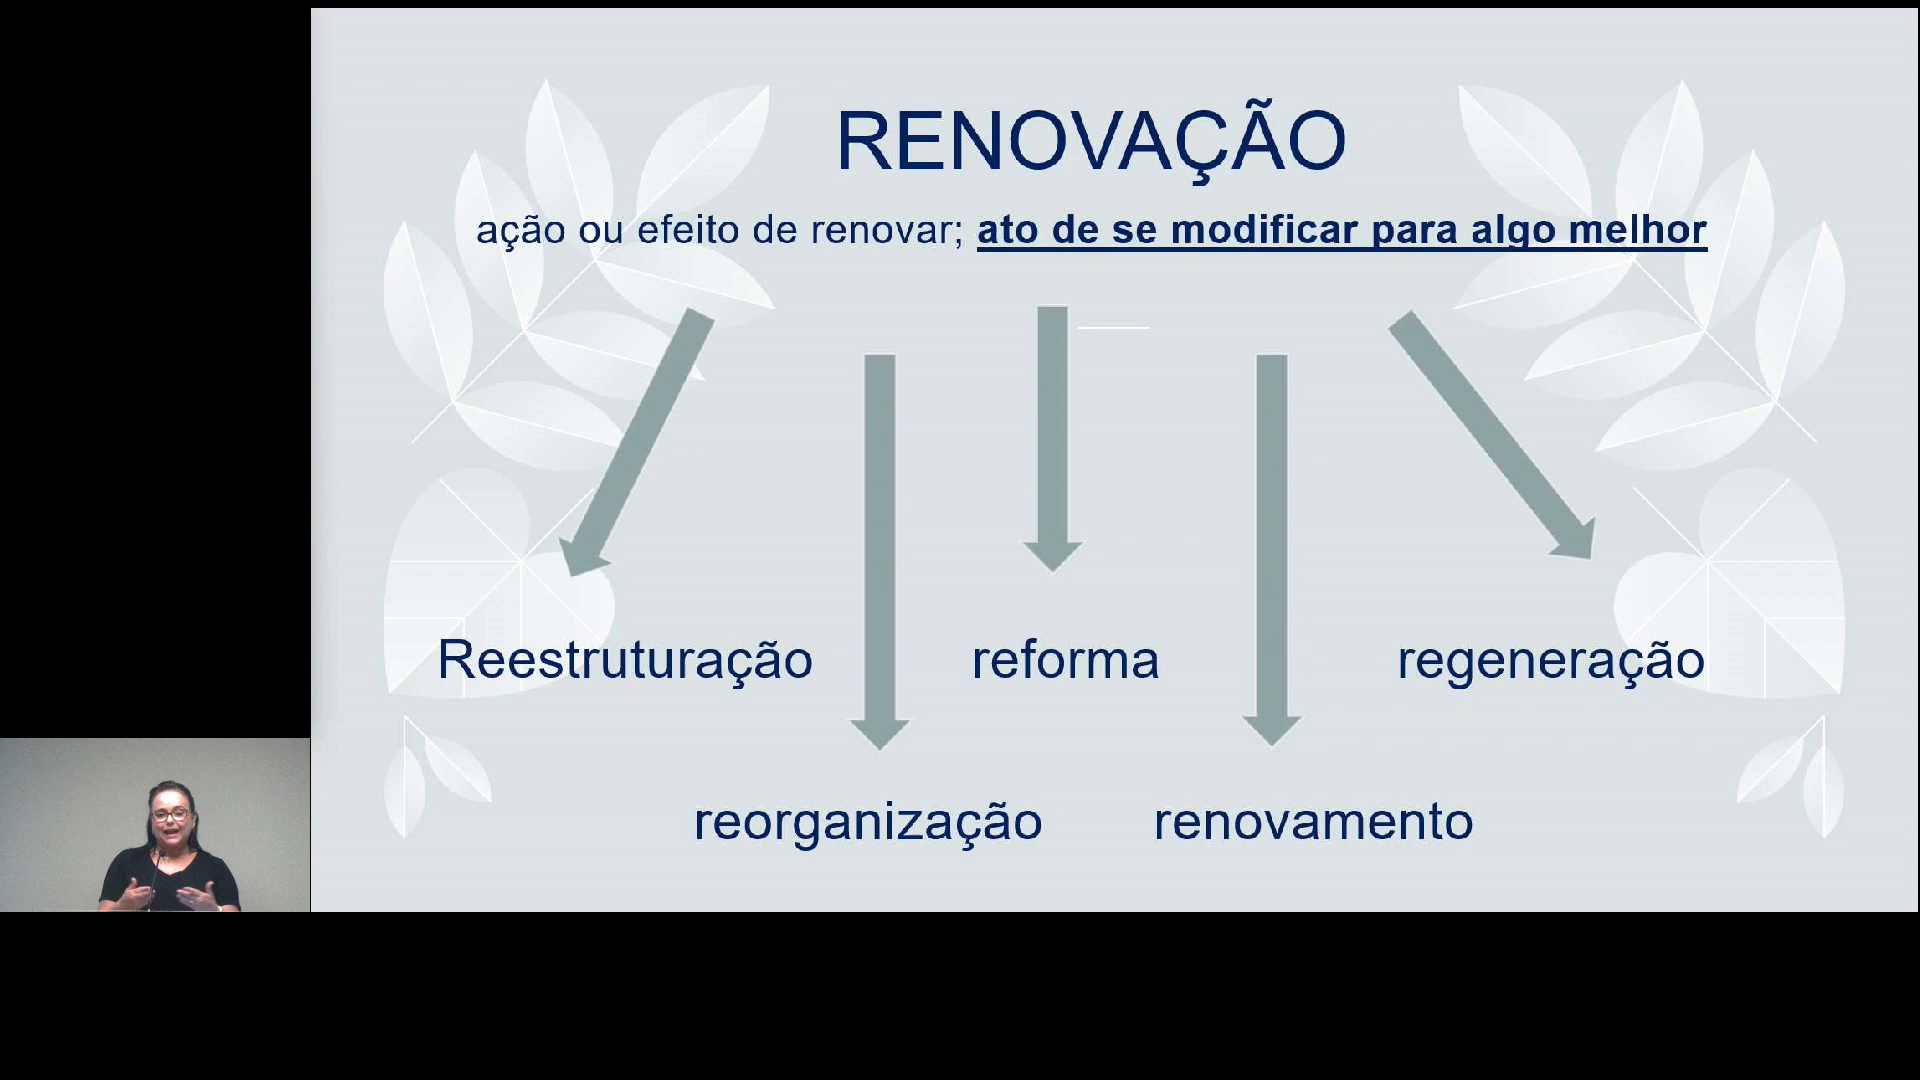 RENOVAÇÃO
ação ou efeito de renovar; ato de se modificar para algo melhor
Reestruturação reforma regeneração
reorganização renovamento